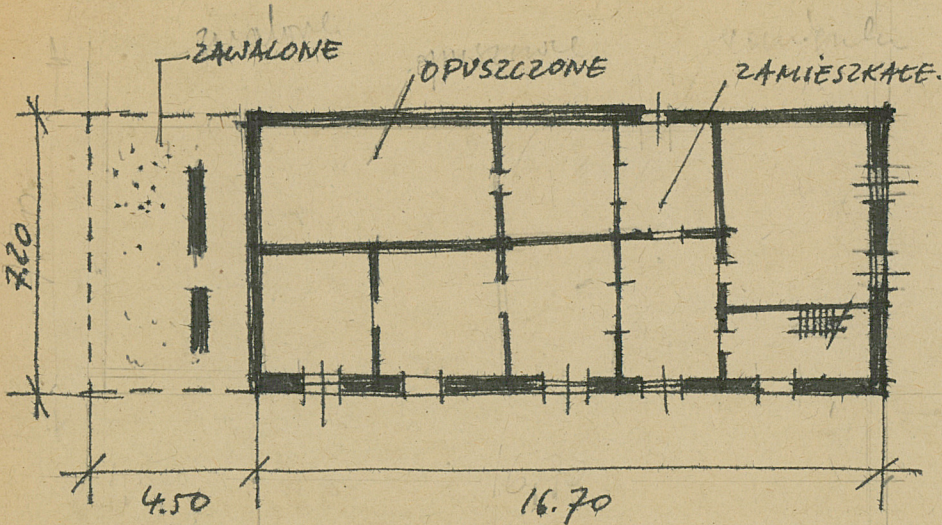 ZAWALONE
OPUSZCZONE
ZAMIESZKAŁE.
7.20
4.50
16.70